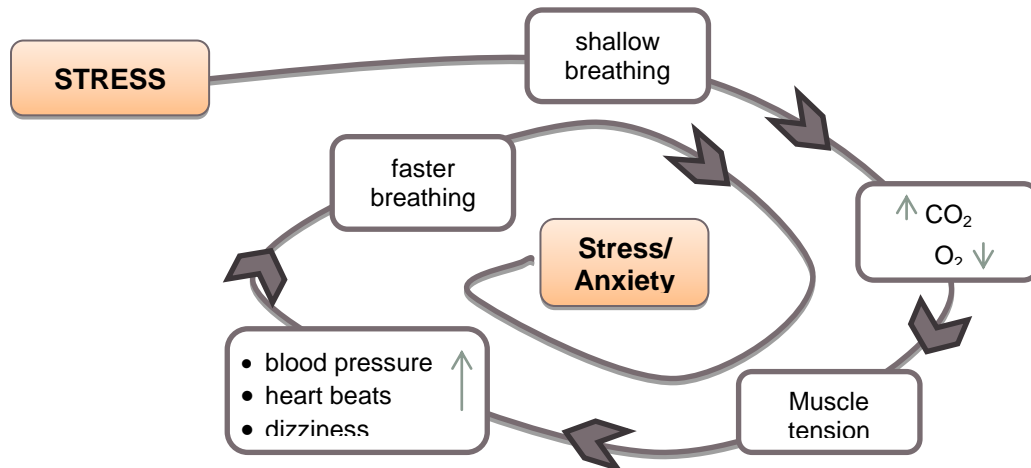 STRESS
shallow
breathing
↑ CO₂
O₂ ↓
Muscle
tension
• blood pressure
• heart beats
• dizziness
faster
breathing
Stress/
Anxiety